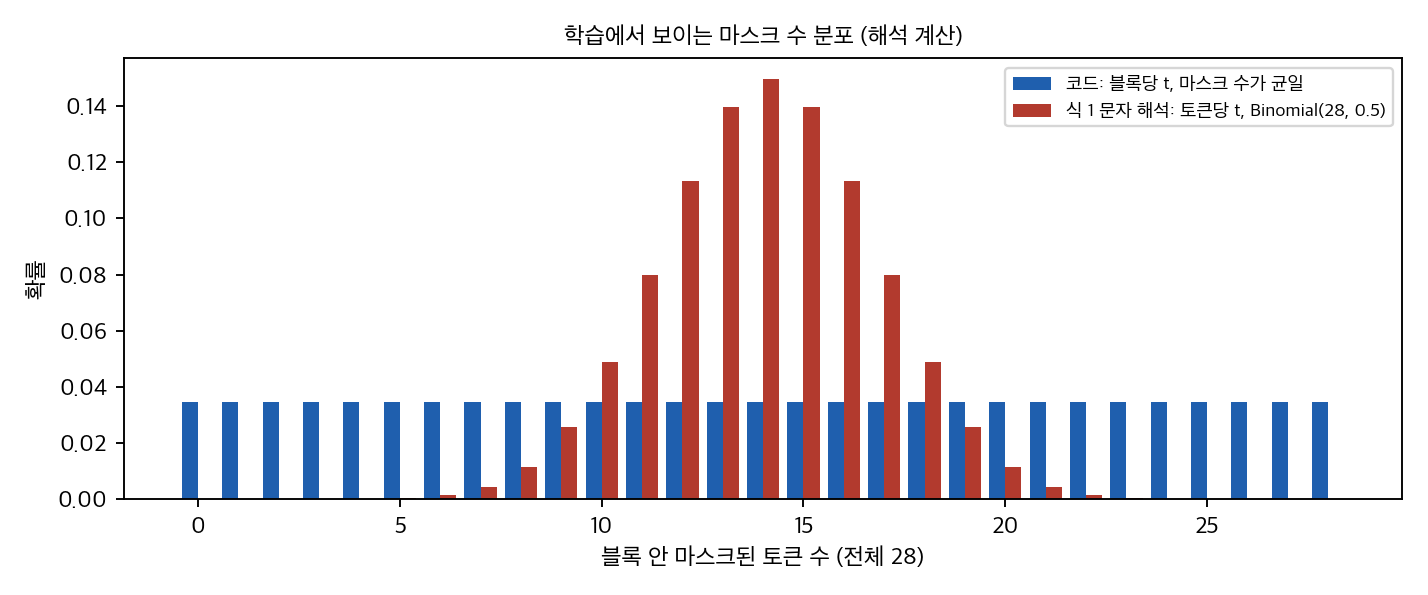 학습에서 보이는 마스크 수 분포 (해석 계산)
코드: 블록당 t, 마스크 수가 균일
식 1 문자 해석: 토큰당 t, Binomial(28, 0.5)
확률
0.14
0.12
0.10
0.08
0.06
0.04
0.02
0.00
0 5 10 15 20 25
블록 안 마스크된 토큰 수 (전체 28)